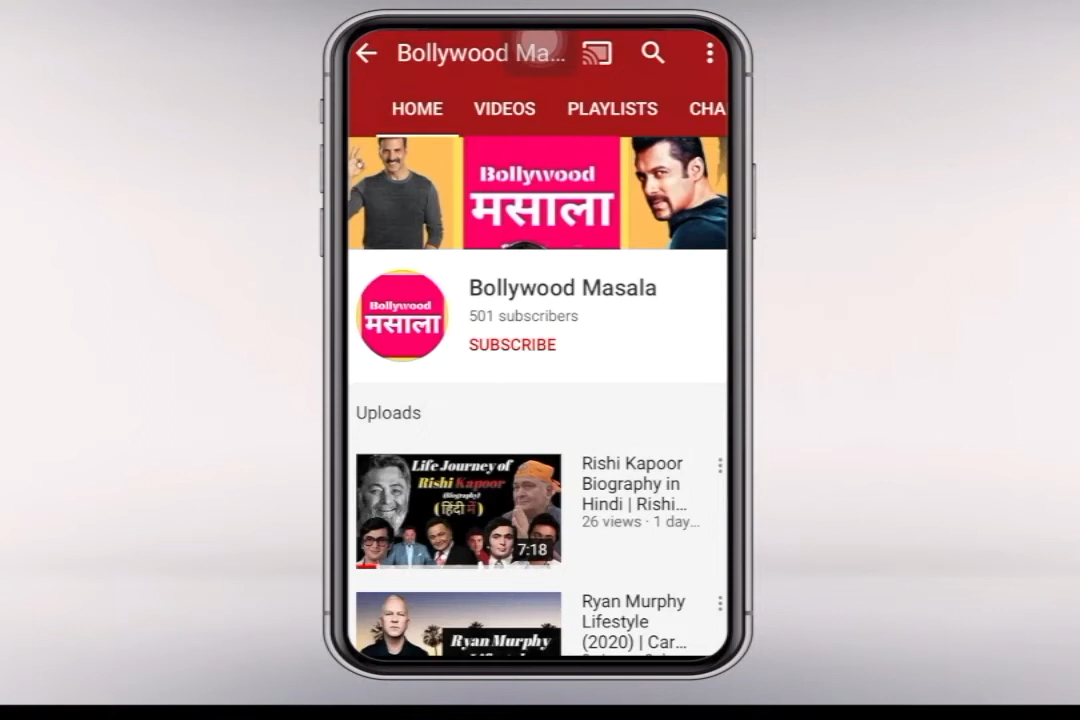 Bollywood Ma...
HOME VIDEOS PLAYLISTS CHA
Bollywood
मसाला
Bollywood
मसाला
Bollywood Masala
501 subscribers
SUBSCRIBE
Uploads
Life Journey of
Rishi Kapoor
(Biography)
(हिंदी में)
7:18
Rishi Kapoor
Biography in
Hindi | Rishi...
26 views · 1 day...
Ryan Murphy
Ryan Murphy
Lifestyle
(2020) | Car...